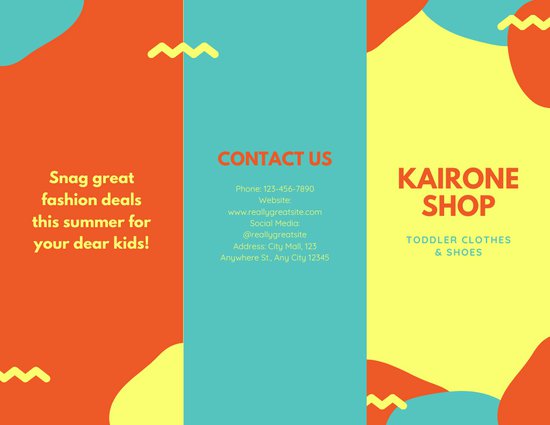 Snag great
fashion deals
this summer for
your dear kids!
CONTACT US
Phone: 123-456-7890
Website:
www.reallygreatsite.com
Social Media:
@reallygreatsite
Address: City Mall, 123
Anywhere St., Any City 12345
KAIRONE
SHOP
TODDLER CLOTHES
& SHOES